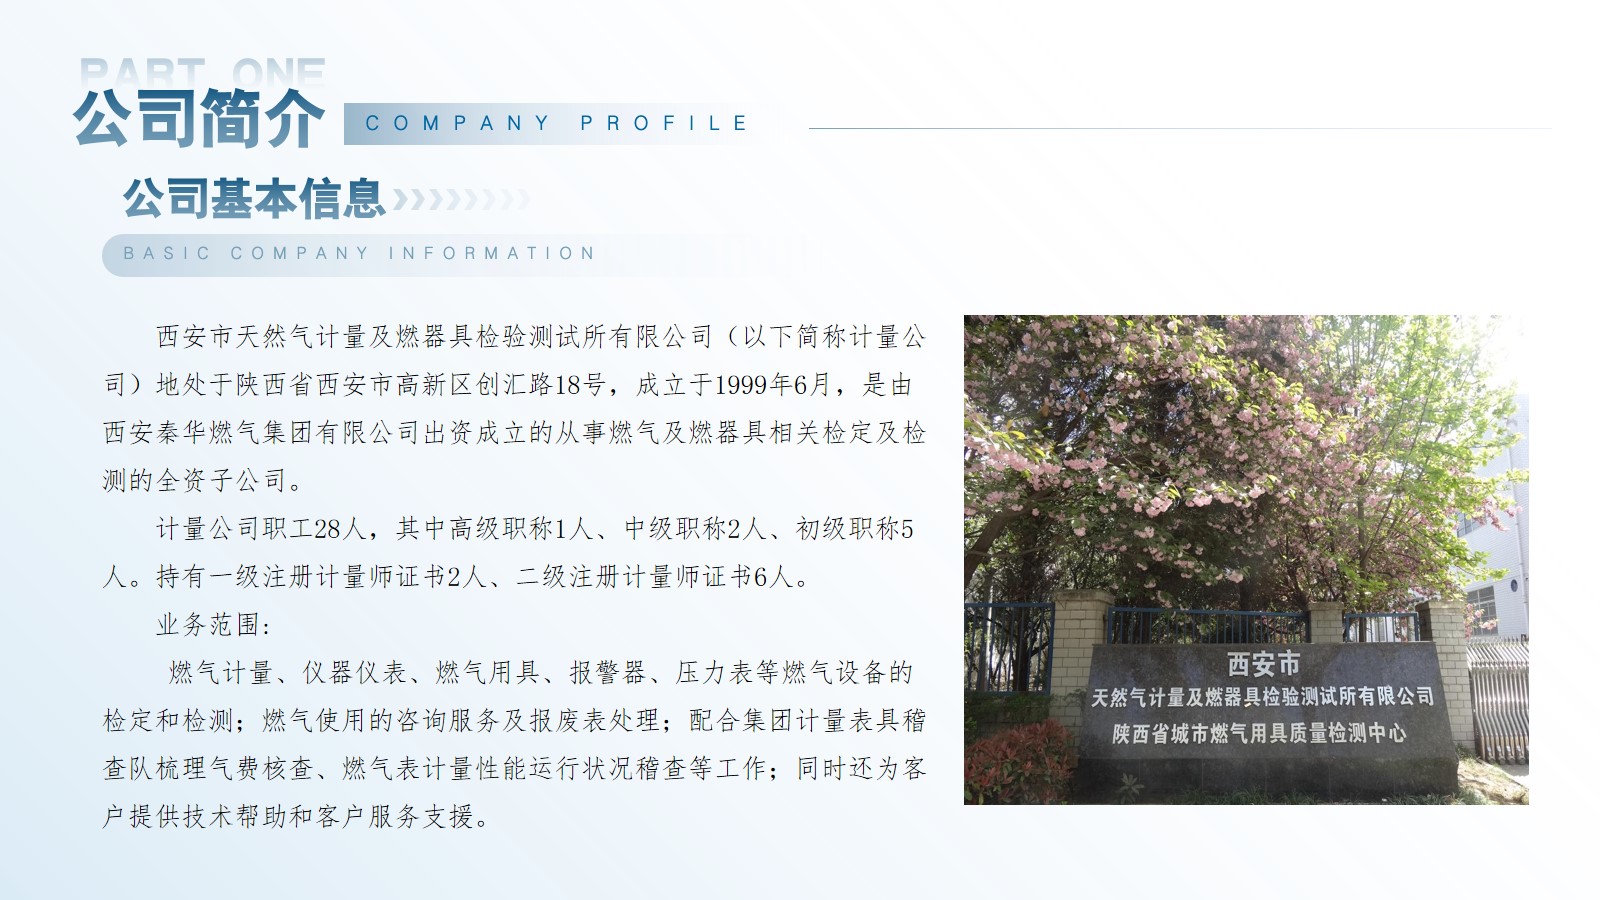 PART ONE
公司简介
COMPANY PROFILE
公司基本信息
BASIC COMPANY INFORMATION
西安市天然气计量及燃器具检验测试所有限公司（以下简称计量公
司）地处于陕西省西安市高新区创汇路18号，成立于1999年6月，是由
西安秦华燃气集团有限公司出资成立的从事燃气及燃器具相关检定及检
测的全资子公司。
计量公司职工28人，其中高级职称1人、中级职称2人、初级职称5
人。持有一级注册计量师证书2人、二级注册计量师证书6人。
业务范围:
燃气计量、仪器仪表、燃气用具、报警器、压力表等燃气设备的
检定和检测；燃气使用的咨询服务及报废表处理；配合集团计量表具稽
查队梳理气费核查、燃气表计量性能运行状况稽查等工作；同时还为客
户提供技术帮助和客户服务支援。
西安市
天然气计量及燃器具检验测试所有限公司
陕西省城市燃气用具质量检测中心